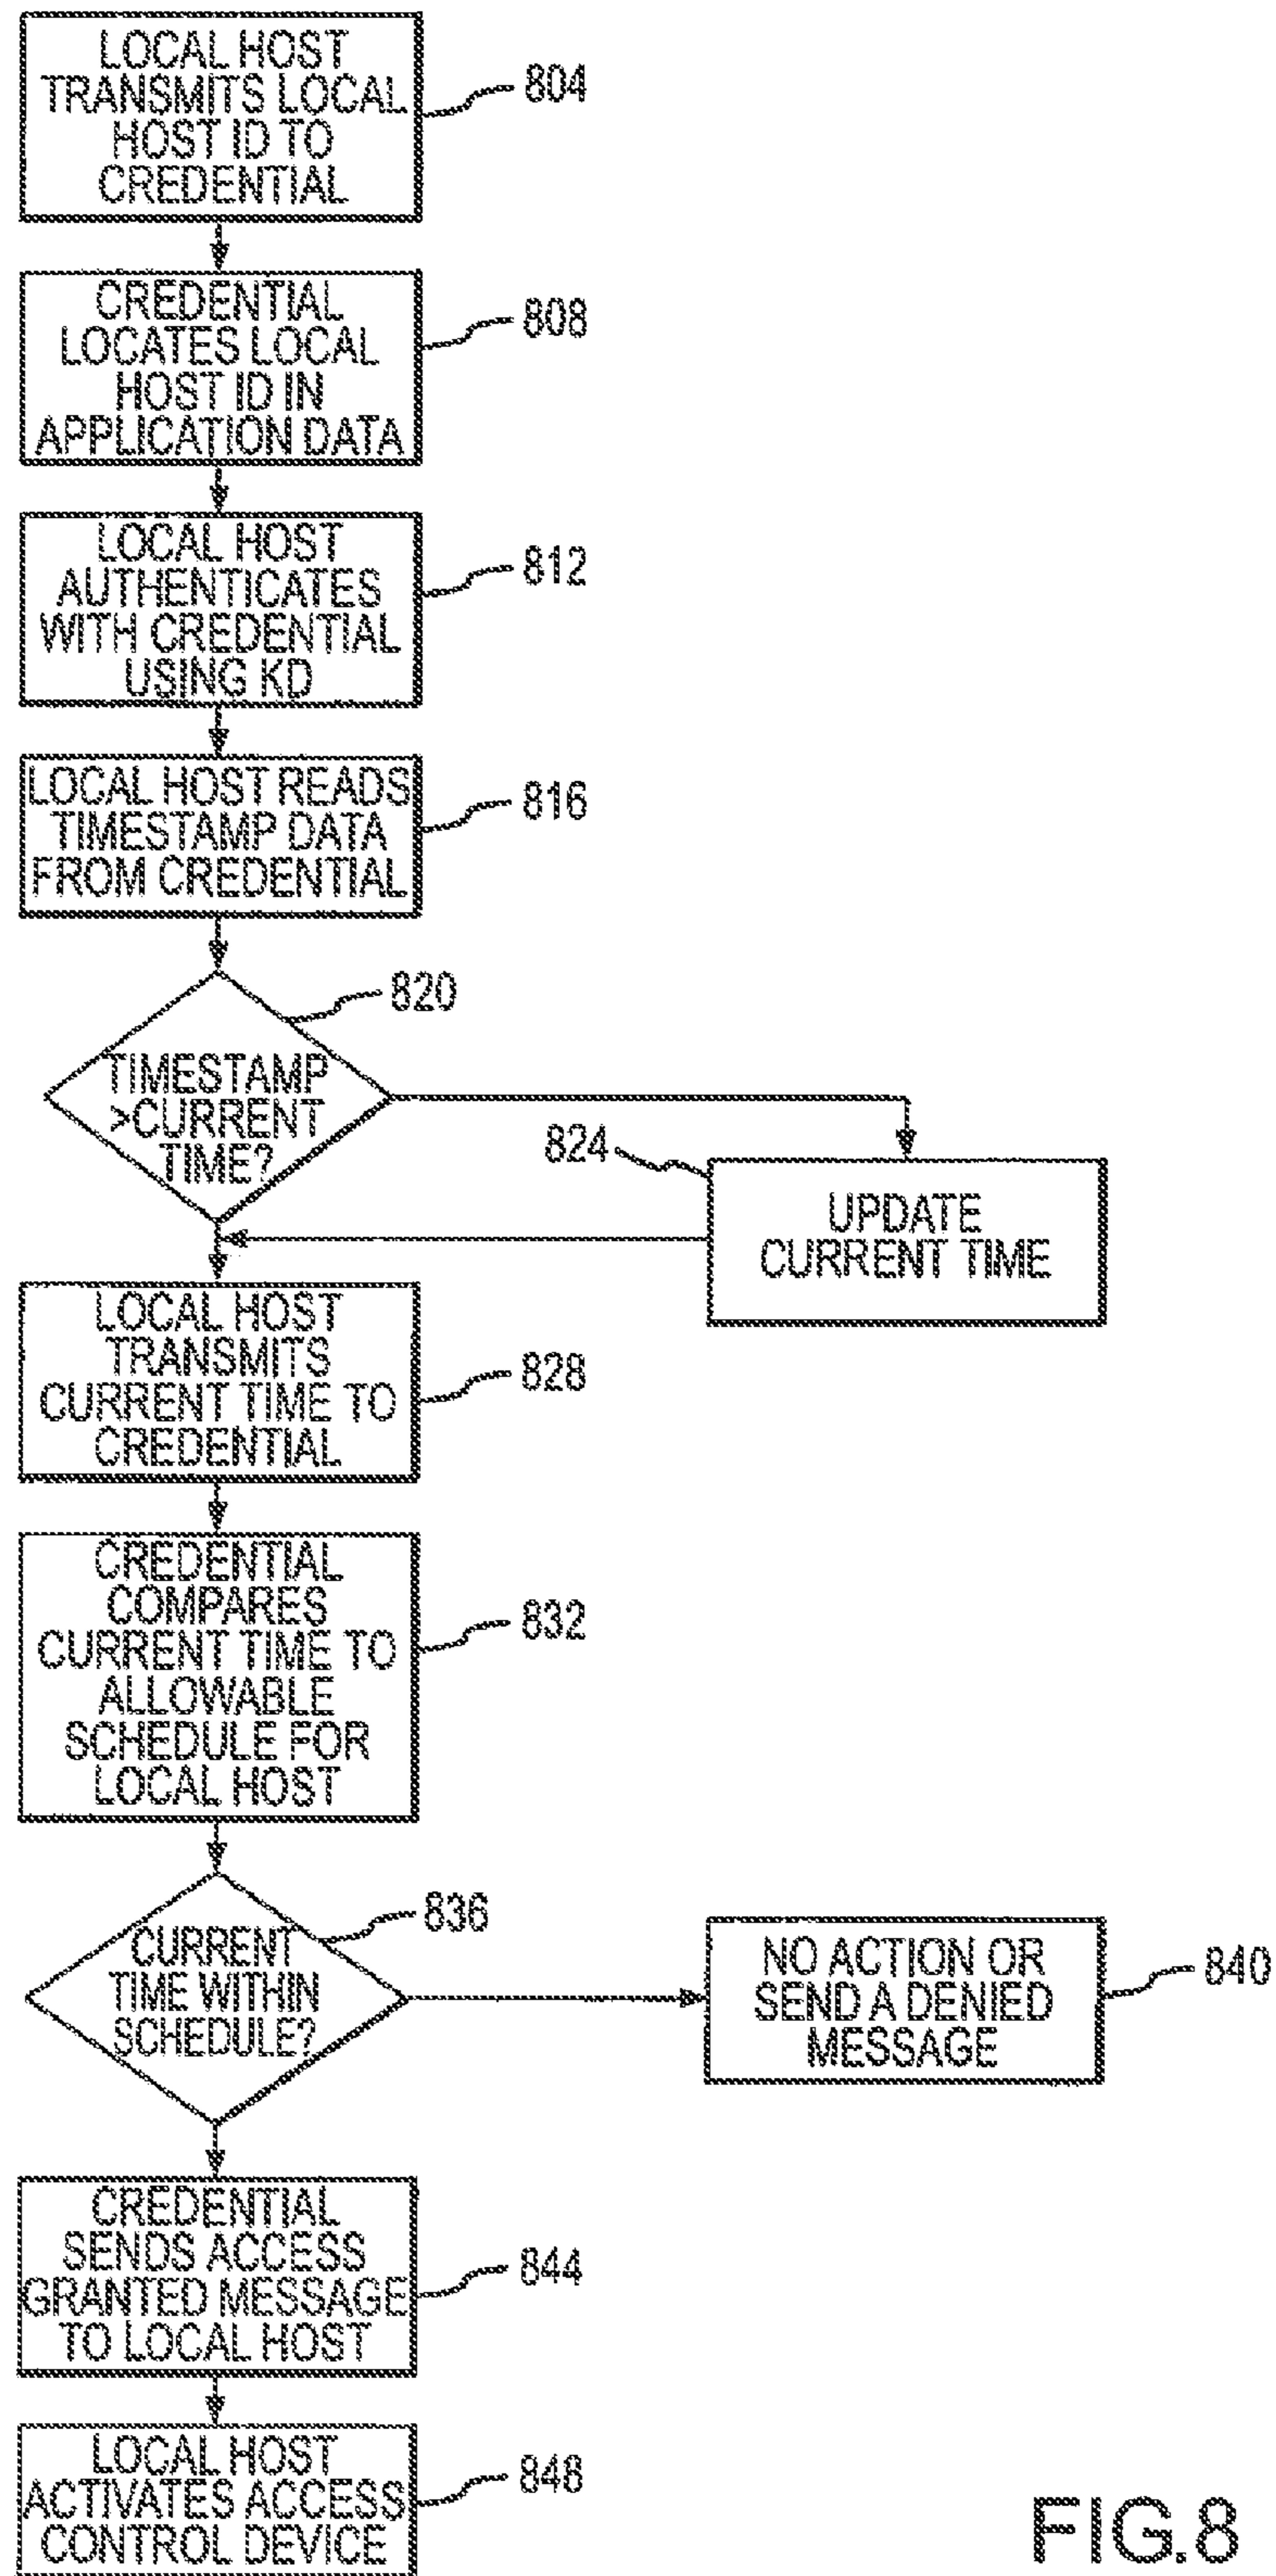 LOCAL HOST
TRANSMITS LOCAL
HOST ID TO
CREDENTIAL
804
CREDENTIAL
LOCATES LOCAL
HOST ID IN
APPLICATION DATA
808
LOCAL HOST
AUTHENTICATES
WITH CREDENTIAL
USING KD
812
LOCAL HOST READS
TIMESTAMP DATA
FROM CREDENTIAL
816
820
TIMESTAMP
>CURRENT
TIME?
824
UPDATE
CURRENT TIME
LOCAL HOST
TRANSMITS
CURRENT TIME TO
CREDENTIAL
828
CREDENTIAL
COMPARES
CURRENT TIME TO
ALLOWABLE
SCHEDULE FOR
LOCAL HOST
832
836
CURRENT
TIME WITHIN
SCHEDULE?
NO ACTION OR
SEND A DENIED
MESSAGE
840
CREDENTIAL
SENDS ACCESS
GRANTED MESSAGE
TO LOCAL HOST
844
LOCAL HOST
ACTIVATES ACCESS
CONTROL DEVICE
848
FIG.8